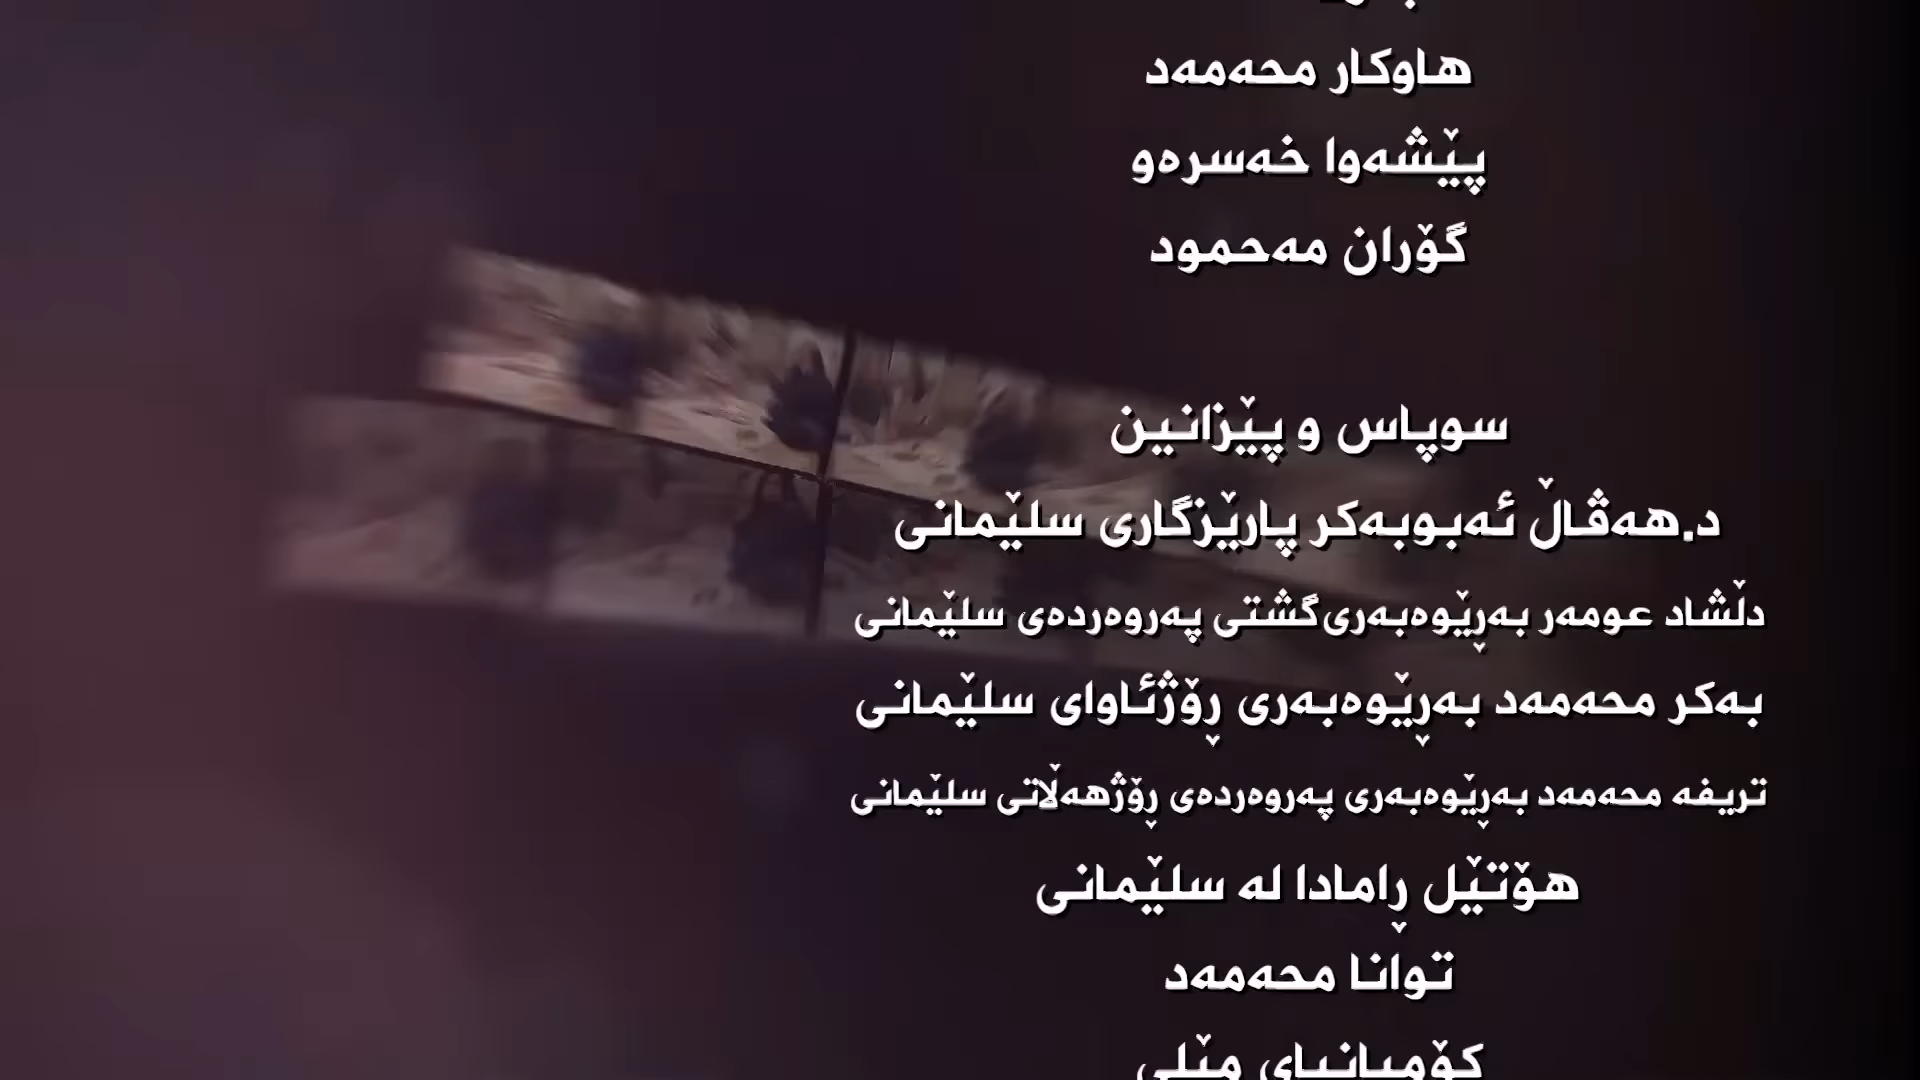 هاوکار محەمەد
پێشەوا خەسرەو
گۆران مەحمود
سوپاس و پێزانین
د.هەڤاڵ ئەبوبەکر پارێزگاری سلێمانی
دڵشاد عومەر بەڕێوەبەری گشتی پەروەردەی سلێمانی
بەکر محەمەد بەڕێوەبەری ڕۆژئاوای سلێمانی
تریفە محەمەد بەڕێوەبەری پەروەردەی ڕۆژهەڵاتی سلێمانی
هۆتێل ڕامادا لە سلێمانی
توانا محەمەد
کۆمپانیای